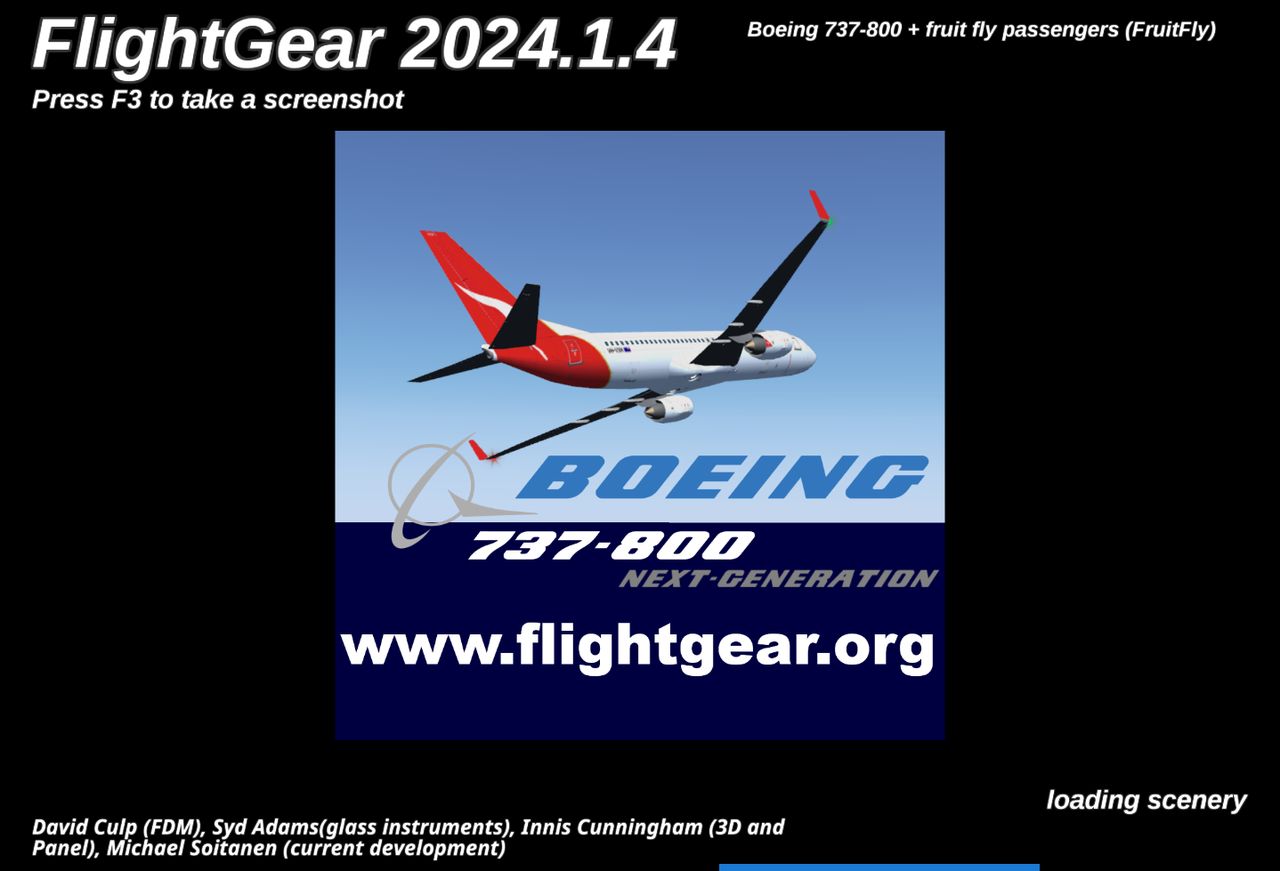 FlightGear 2024.1.4
Boeing 737-800 + fruit fly passengers (FruitFly)
Press F3 to take a screenshot
BOEING
737-800
NEXT-GENERATION
www.flightgear.org
loading scenery
David Culp (FDM), Syd Adams(glass instruments), Innis Cunningham (3D and
Panel), Michael Soitanen (current development)